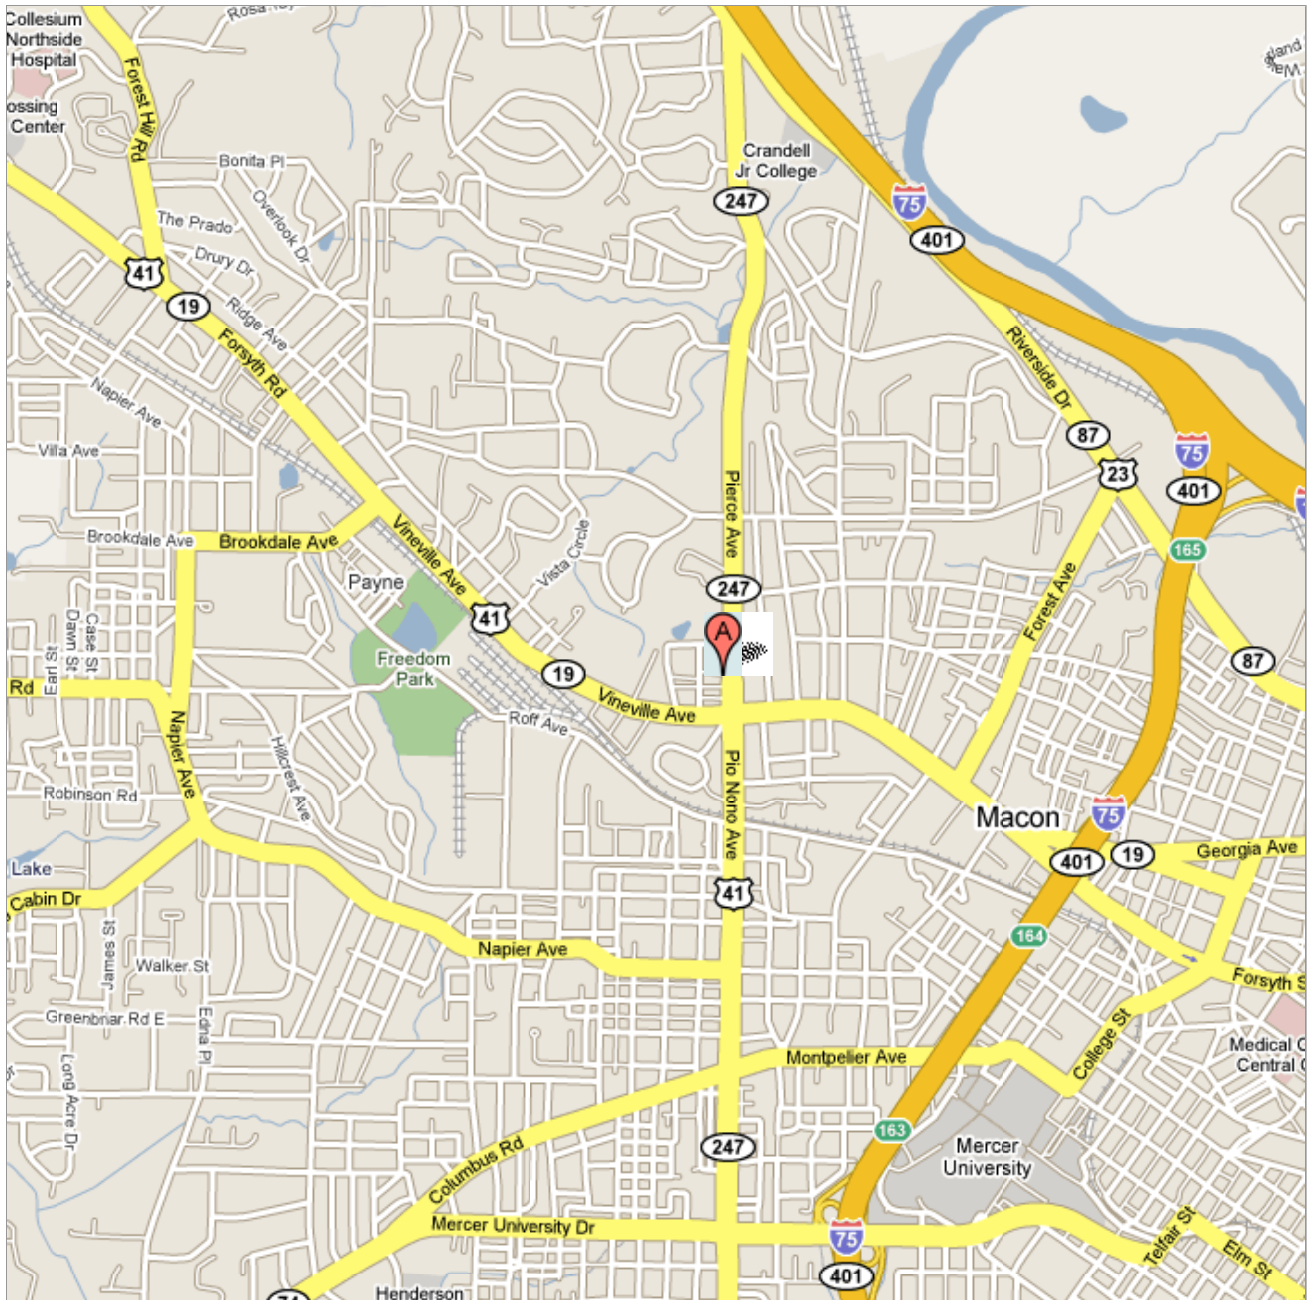 Collesium
Northside
Hospital
ossing
Center
Forest Hill Rd
Bonita Pl
Overlook Dr
The Prado
Drury Dr
Ridge Ave
41
19
Forsyth Rd
Napier Ave
Villa Ave
Crandell
Jr College
247
75
401
Riverside Dr
87
23
75
401
165
Pierce Ave
Brookdale Ave
Brookdale Ave
Vineville Ave
Vista Circle
Payne
41
247
A
Forest Ave
87
Case St
Dawn St
Earl St
Rd
Freedom
Park
19
Vineville Ave
Roff Ave
Napier Ave
Hillcrest Ave
Robinson Rd
Pio Nono Ave
Macon
75
401
19
Georgia Ave
Lake
Cabin Dr
41
164
James St
Walker St
Napier Ave
Forsyth S
Greenbriar Rd E
Edna Pl
Long Acre Dr
Montpelier Ave
College St
Medical C
Central
163
Mercer
University
247
Columbus Rd
Mercer University Dr
75
401
Telfair St
Elm St
74
Henderson